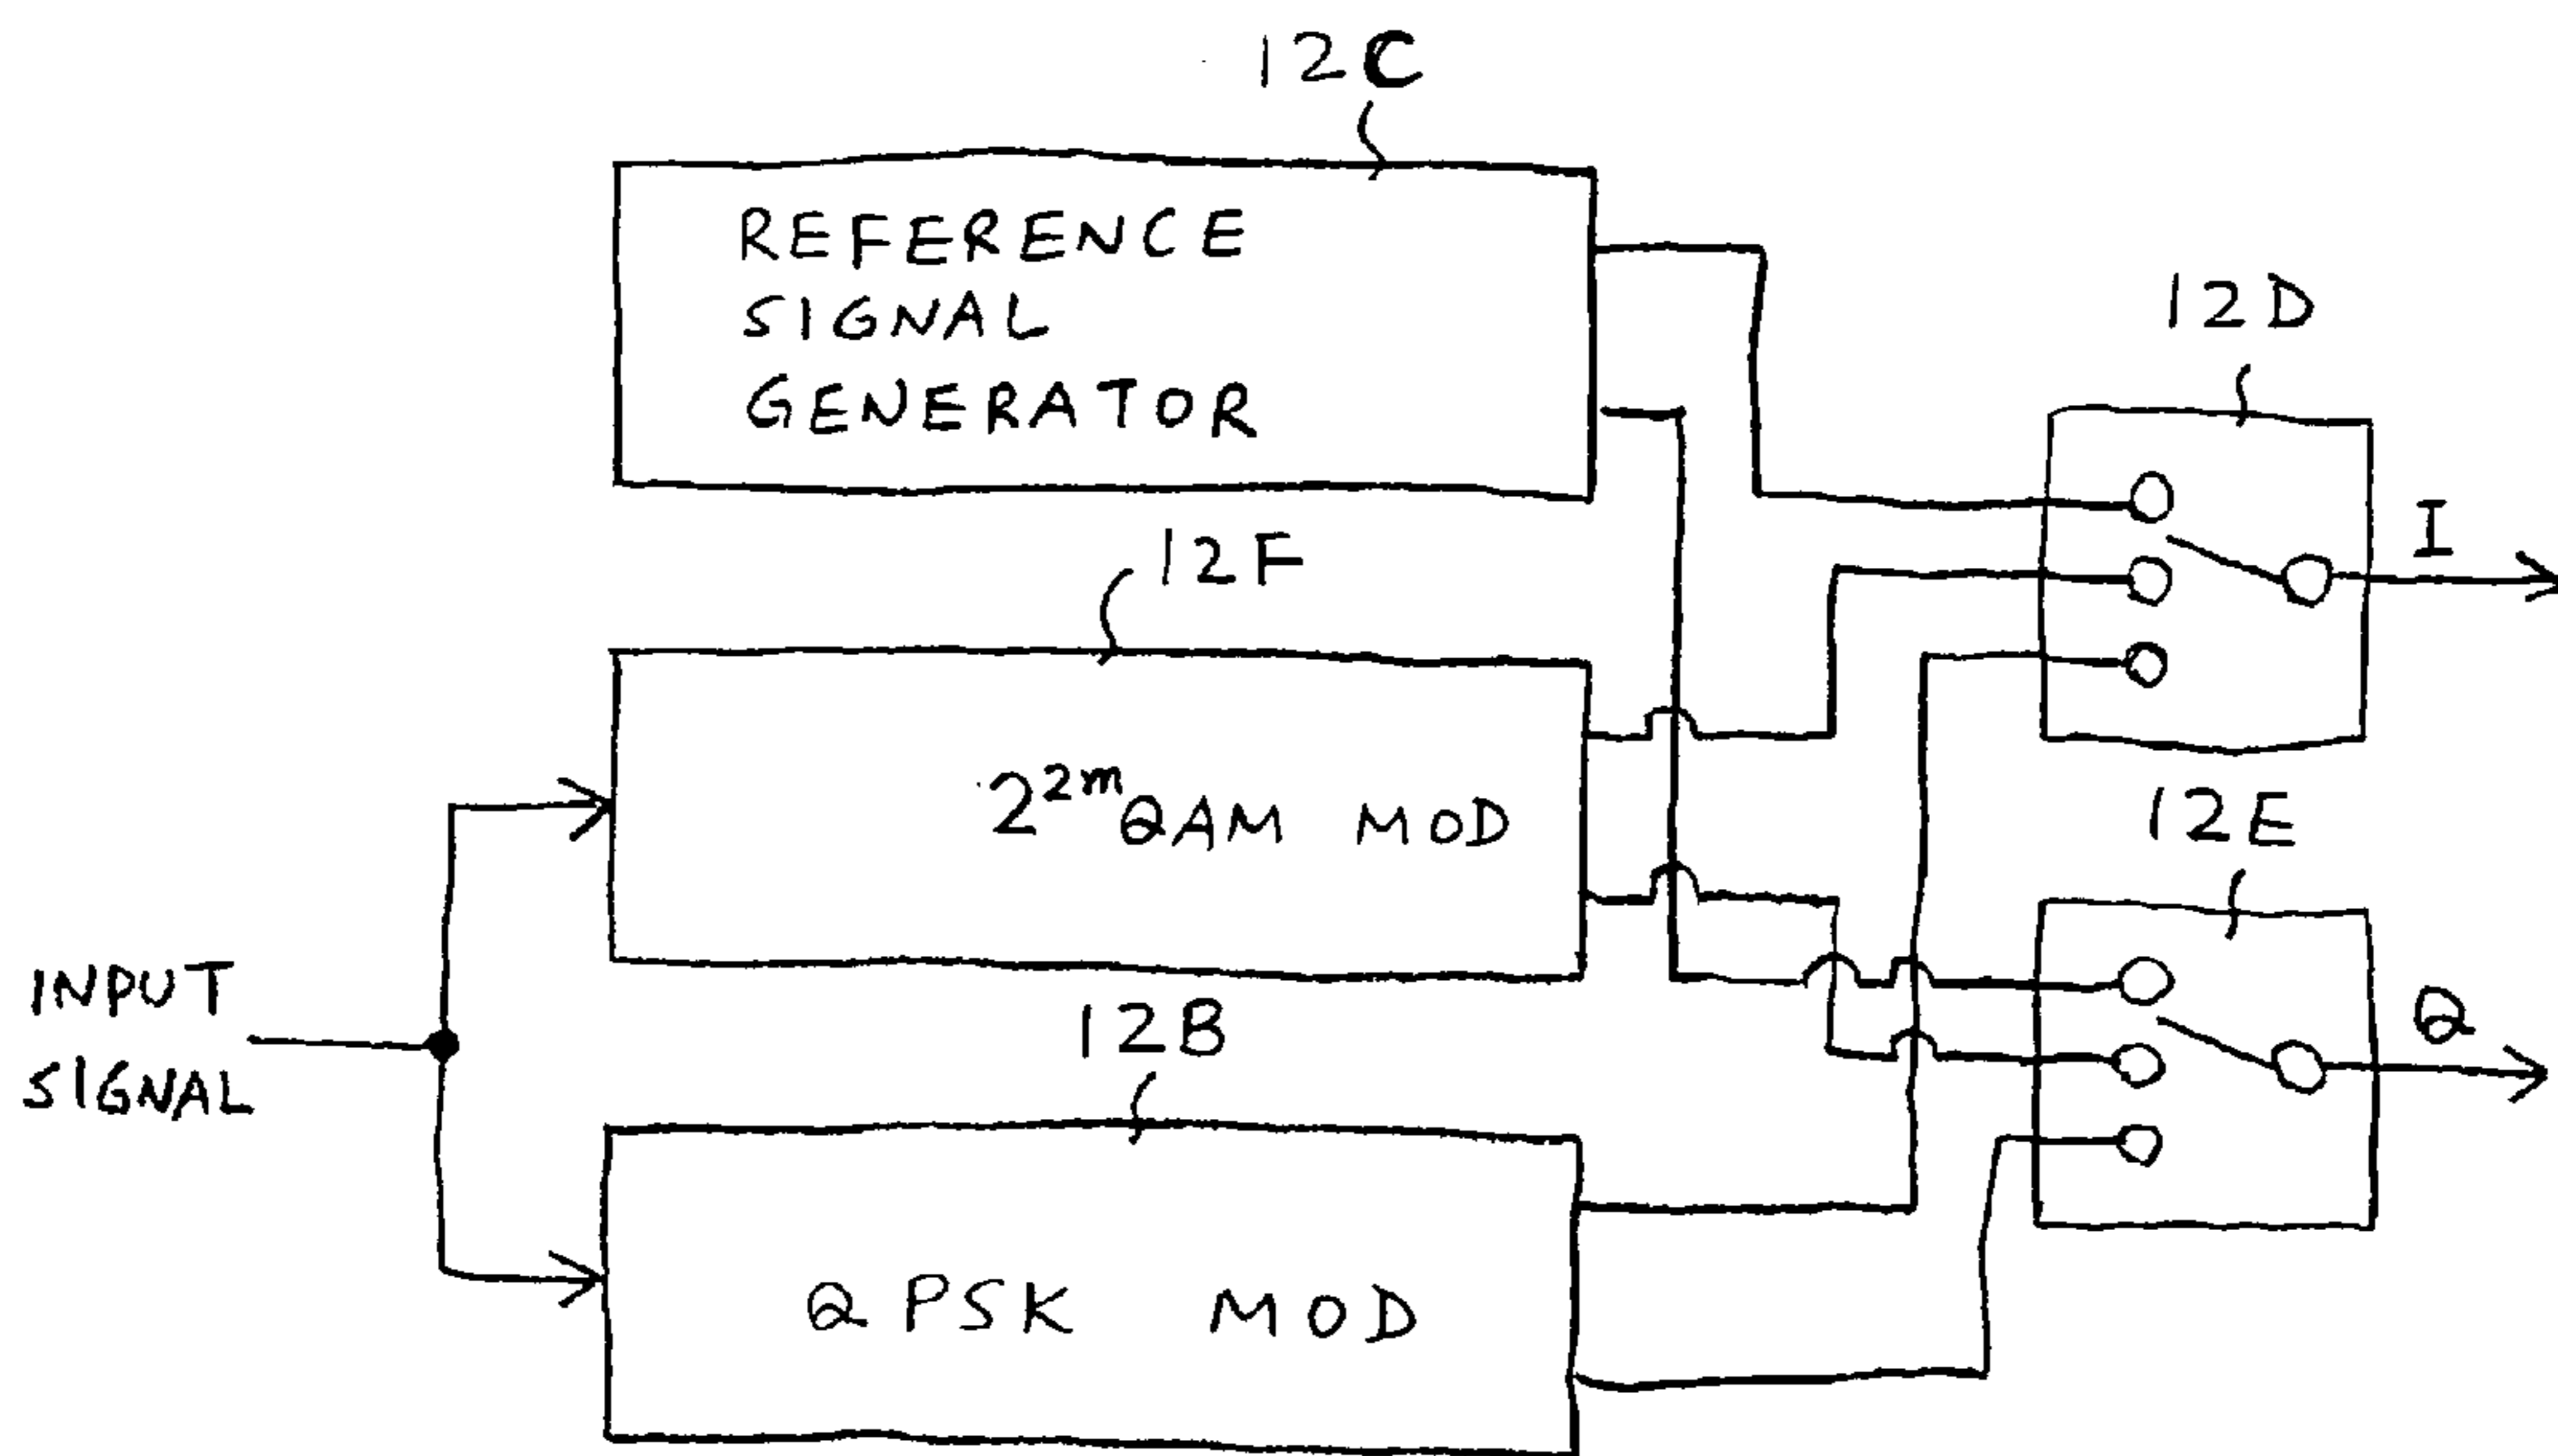 12C
REFERENCE
SIGNAL
GENERATOR
12D
I
12F
2^2m QAM MOD
12E
Q
INPUT
SIGNAL
12B
QPSK MOD